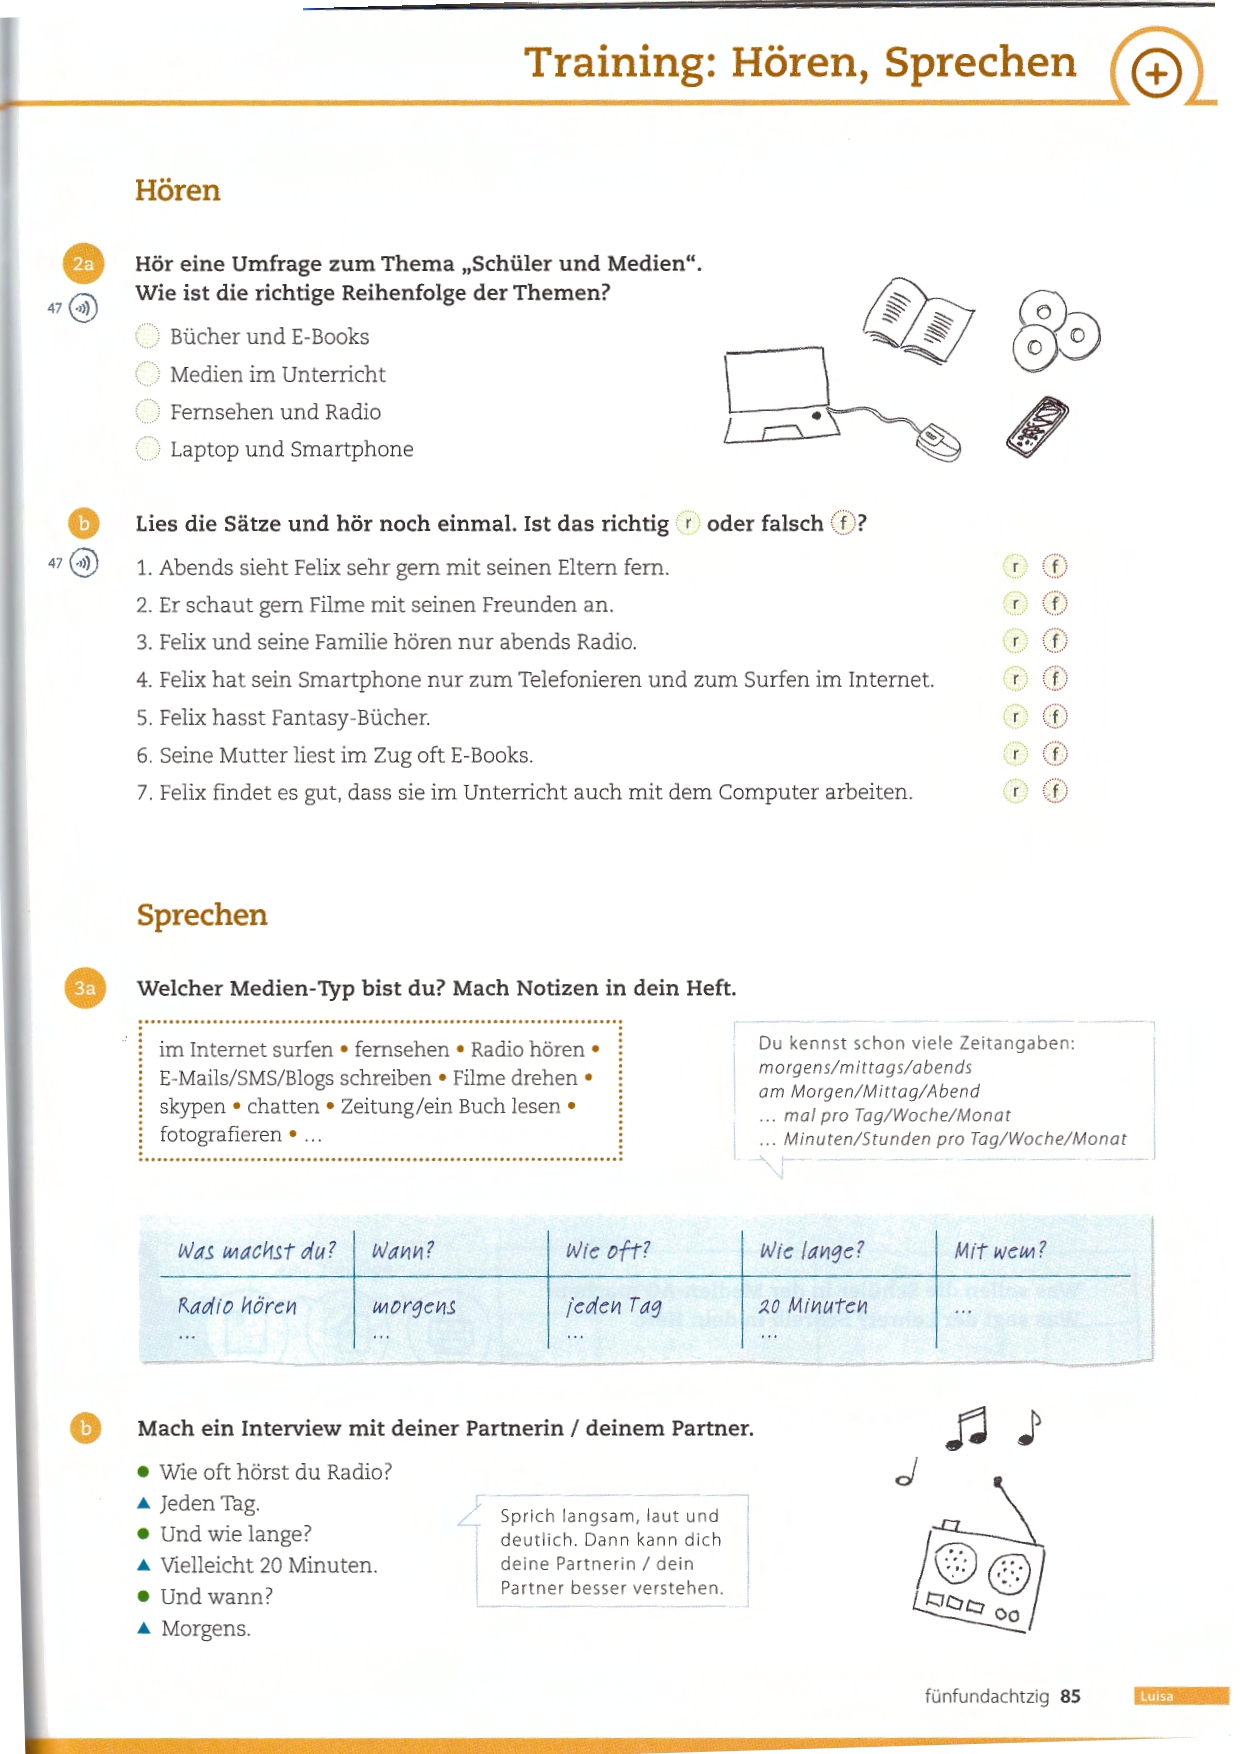 Training: Hören, Sprechen
Hören
2a
Hör eine Umfrage zum Thema „Schüler und Medien“.
Wie ist die richtige Reihenfolge der Themen?
47
Bücher und E-Books
Medien im Unterricht
Fernsehen und Radio
Laptop und Smartphone
b
Lies die Sätze und hör noch einmal. Ist das richtig r oder falsch f?
47
1. Abends sieht Felix sehr gern mit seinen Eltern fern. r f
2. Er schaut gern Filme mit seinen Freunden an. r f
3. Felix und seine Familie hören nur abends Radio. r f
4. Felix hat sein Smartphone nur zum Telefonieren und zum Surfen im Internet. r f
5. Felix hasst Fantasy-Bücher. r f
6. Seine Mutter liest im Zug oft E-Books. r f
7. Felix findet es gut, dass sie im Unterricht auch mit dem Computer arbeiten. r f
Sprechen
3a
Welcher Medien-Typ bist du? Mach Notizen in dein Heft.
im Internet surfen • fernsehen • Radio hören •
E-Mails/SMS/Blogs schreiben • Filme drehen •
skypen • chatten • Zeitung/ein Buch lesen •
fotografieren • ...
Du kennst schon viele Zeitangaben:
morgens/mittags/abends
am Morgen/Mittag/Abend
... mal pro Tag/Woche/Monat
... Minuten/Stunden pro Tag/Woche/Monat
Was machst du? Wann? Wie oft? Wie lange? Mit wem?
Radio hören morgens jeden Tag 20 Minuten ...
... ... ... ...
b
Mach ein Interview mit deiner Partnerin / deinem Partner.
● Wie oft hörst du Radio?
▲ Jeden Tag.
● Und wie lange?
▲ Vielleicht 20 Minuten.
● Und wann?
▲ Morgens.
Sprich langsam, laut und
deutlich. Dann kann dich
deine Partnerin / dein
Partner besser verstehen.
fünfundachtzig 85
Luisa